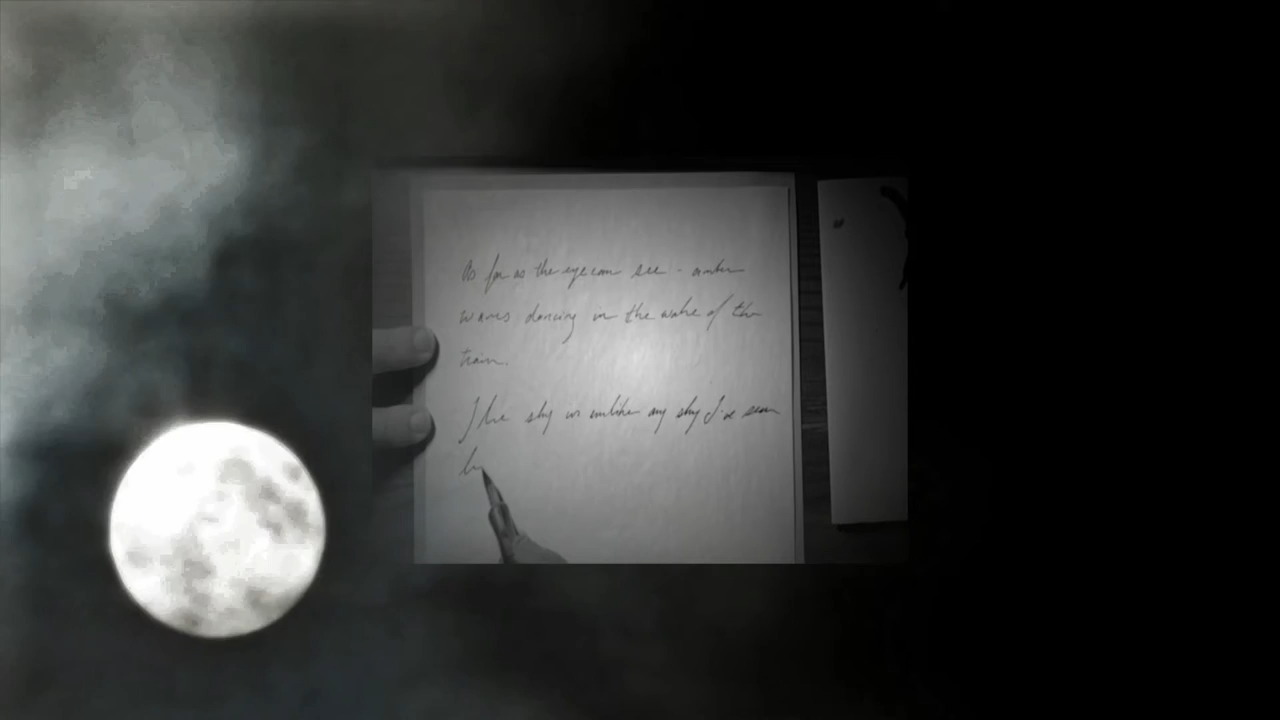 As far as the eye can see - amber
waves dancing in the wake of the
train.
The sky is unlike any sky I've seen
be